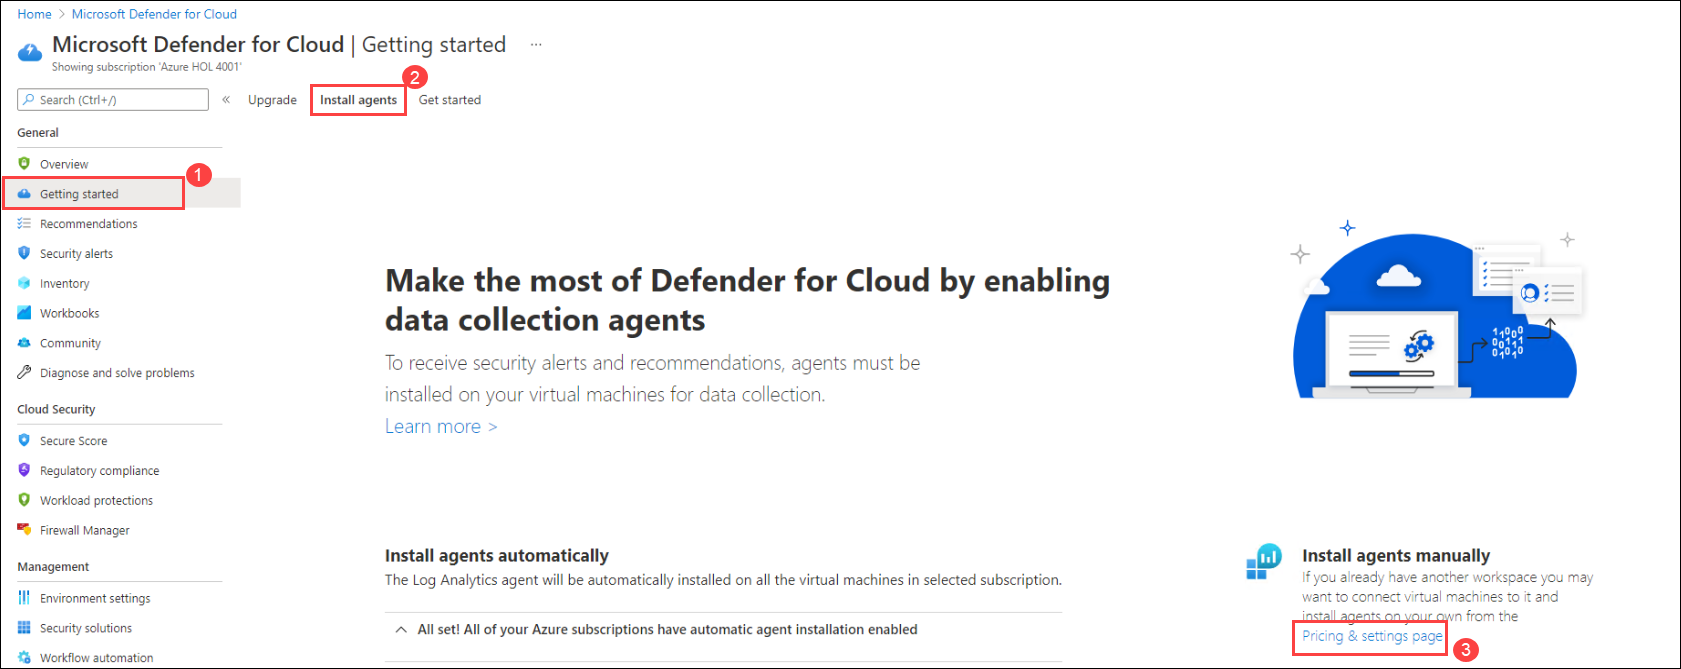 Home > Microsoft Defender for Cloud
Microsoft Defender for Cloud | Getting started ...
Showing subscription 'Azure HOL 4001'
2
Search (Ctrl+/) « Upgrade Install agents Get started
General
Overview
1
Getting started
Recommendations
Security alerts
Inventory
Workbooks
Community
Diagnose and solve problems
Cloud Security
Secure Score
Regulatory compliance
Workload protections
Firewall Manager
Management
Environment settings
Security solutions
Workflow automation
Make the most of Defender for Cloud by enabling
data collection agents
To receive security alerts and recommendations, agents must be
installed on your virtual machines for data collection.
Learn more >
11000
00111
01010
Install agents automatically
The Log Analytics agent will be automatically installed on all the virtual machines in selected subscription.
All set! All of your Azure subscriptions have automatic agent installation enabled
Install agents manually
If you already have another workspace you may
want to connect virtual machines to it and
install agents on your own from the
Pricing & settings page
3